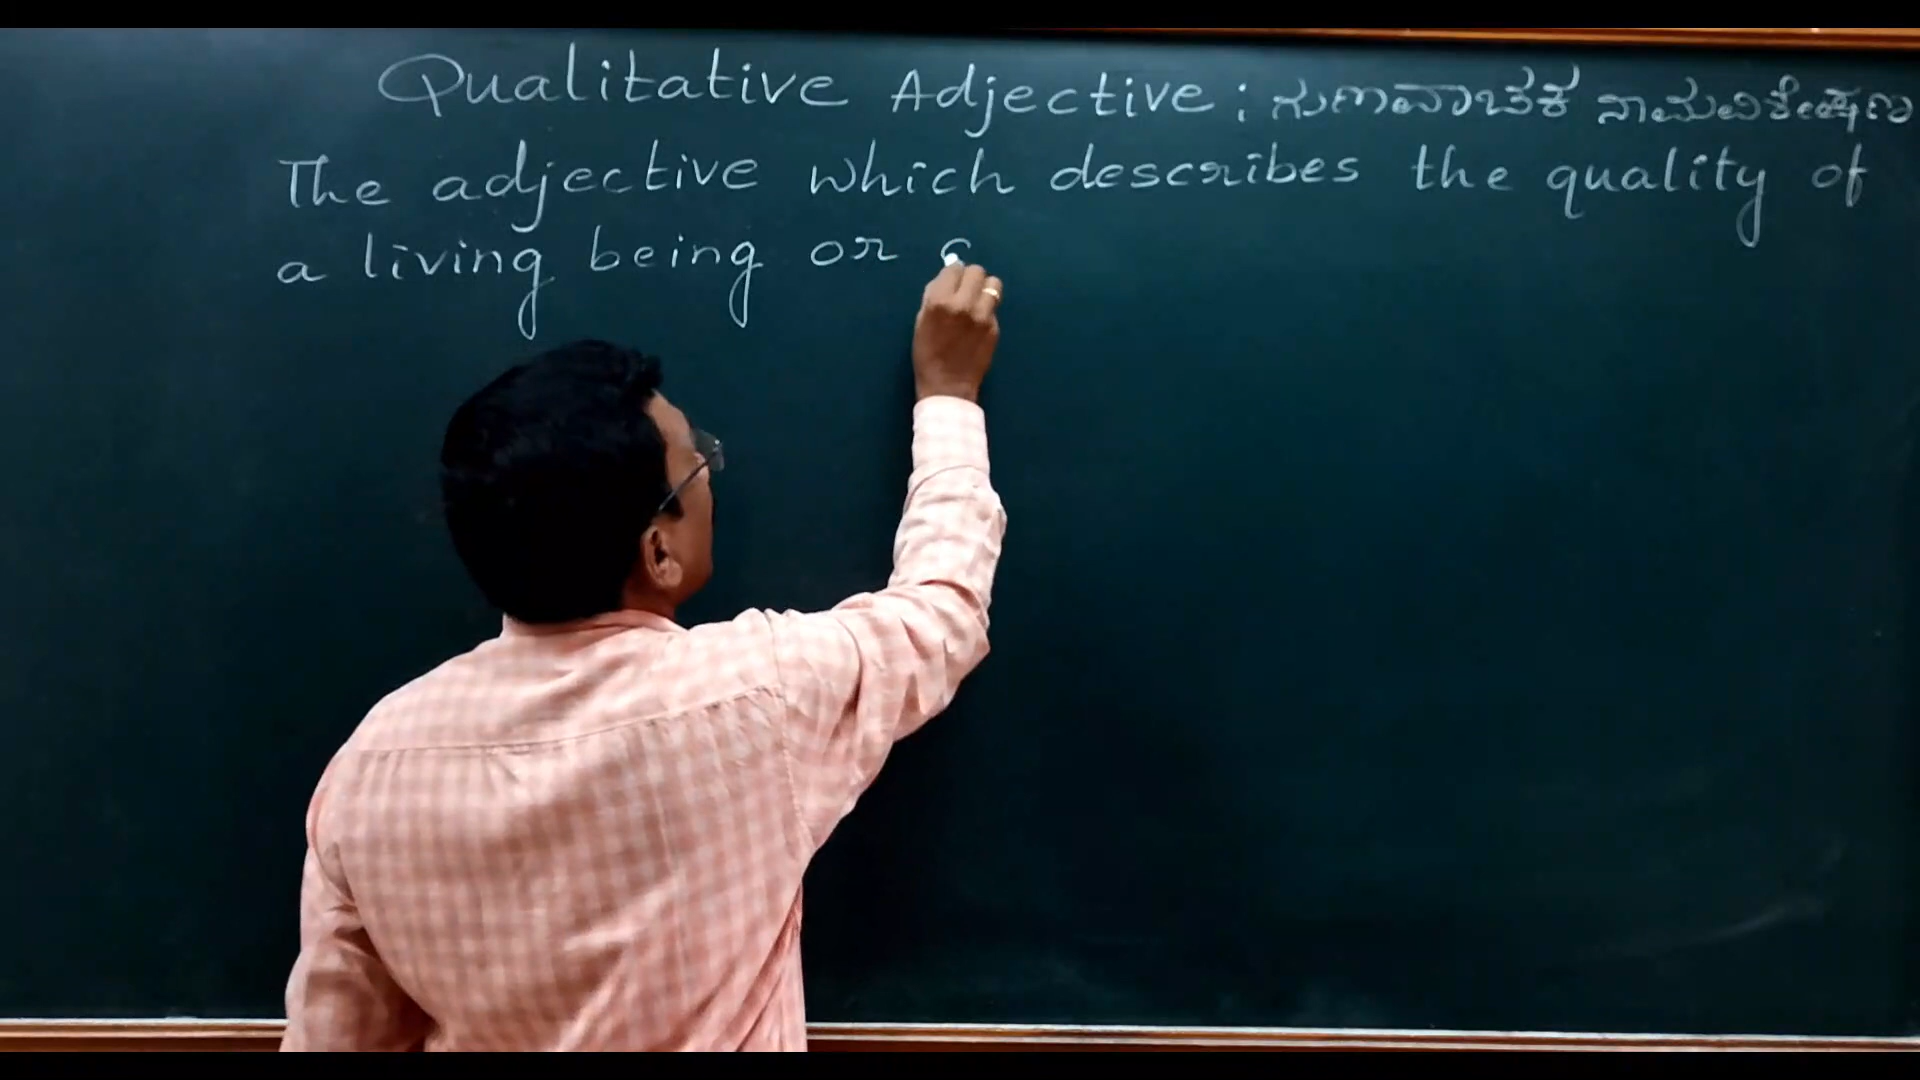 Qualitative Adjective : ಗುಣವಾಚಕ ನಾಮವಿಶೇಷಣ
The adjective which describes the quality of
a living being or